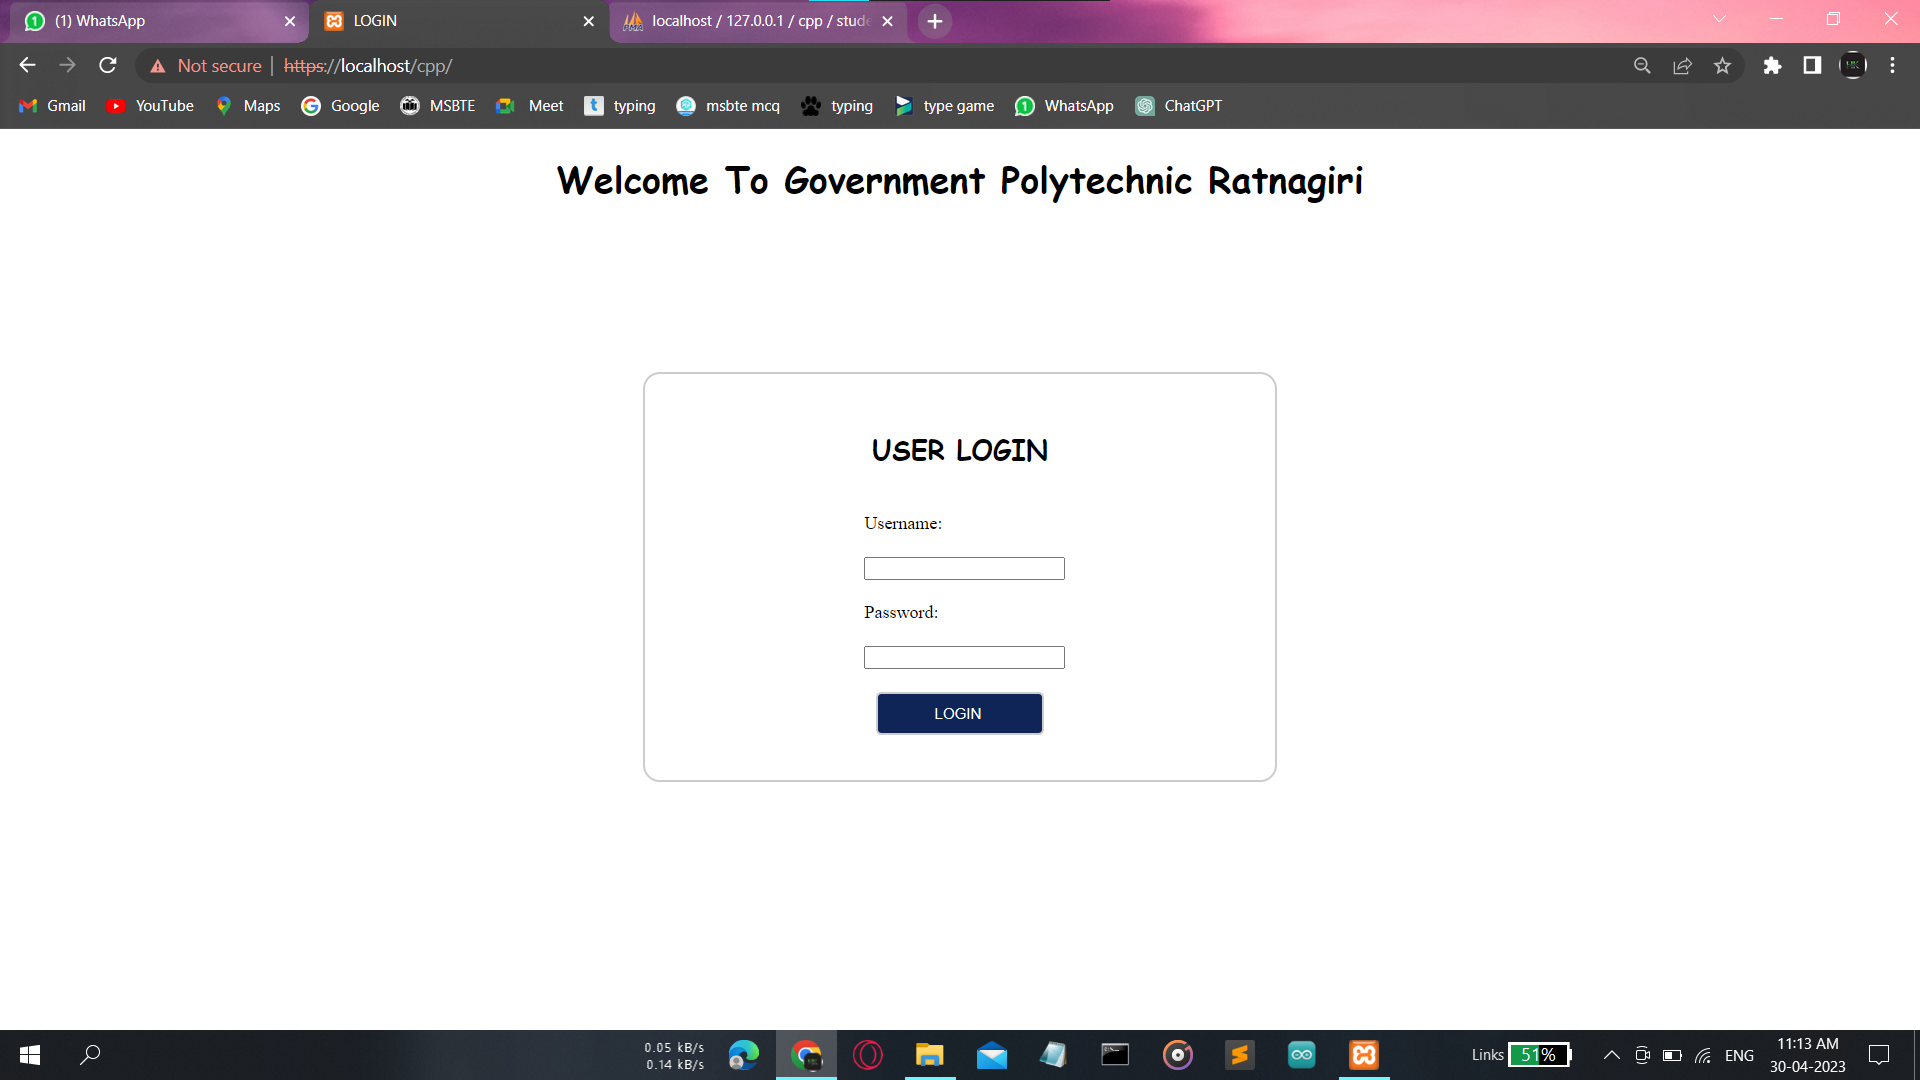 (1) WhatsApp
LOGIN
localhost / 127.0.0.1 / cpp / stude
Not secure
https://localhost/cpp/
Gmail
YouTube
Maps
Google
MSBTE
Meet
typing
msbte mcq
typing
type game
WhatsApp
ChatGPT
Welcome To Government Polytechnic Ratnagiri
USER LOGIN
Username:
Password:
LOGIN
0.05 kB/s
0.14 kB/s
Links
51%
ENG
11:13 AM
30-04-2023